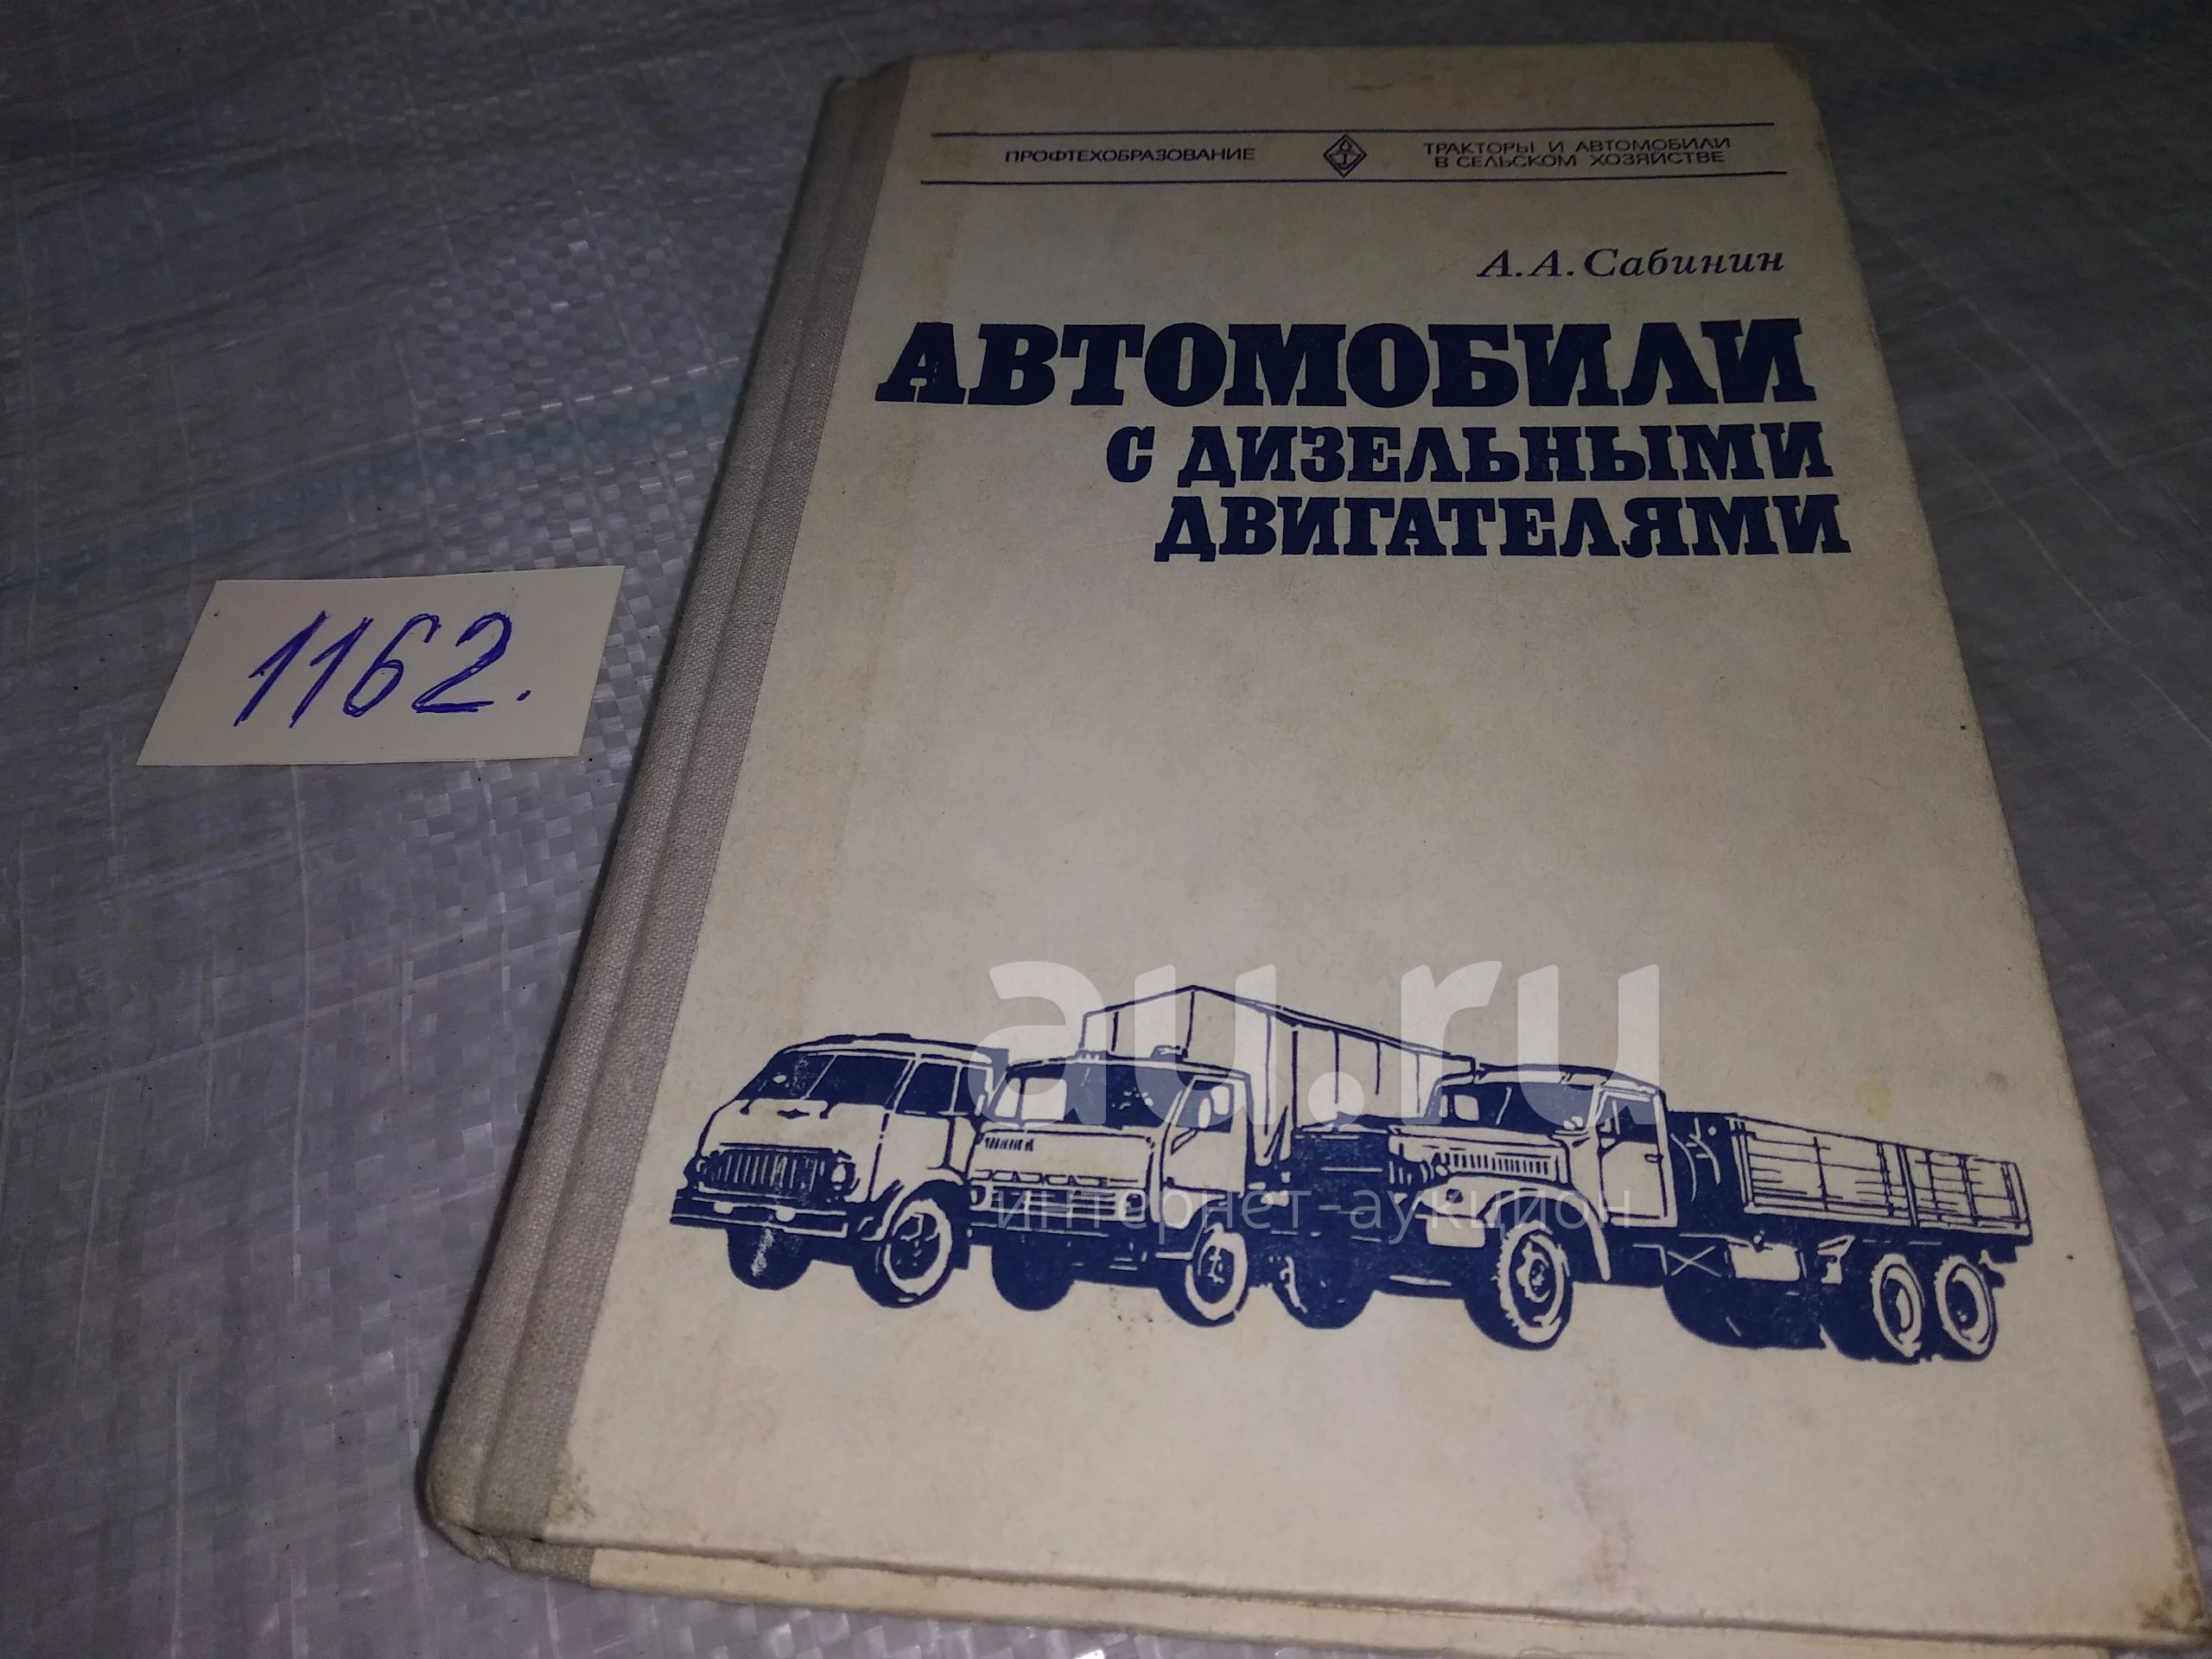 ПРОФТЕХОБРАЗОВАНИЕ
ТРАКТОРЫ И АВТОМОБИЛИ
В СЕЛЬСКОМ ХОЗЯЙСТВЕ
А. А. Сабинин
АВТОМОБИЛИ
С ДИЗЕЛЬНЫМИ
ДВИГАТЕЛЯМИ
1162.
au.ru
интернет-аукцион